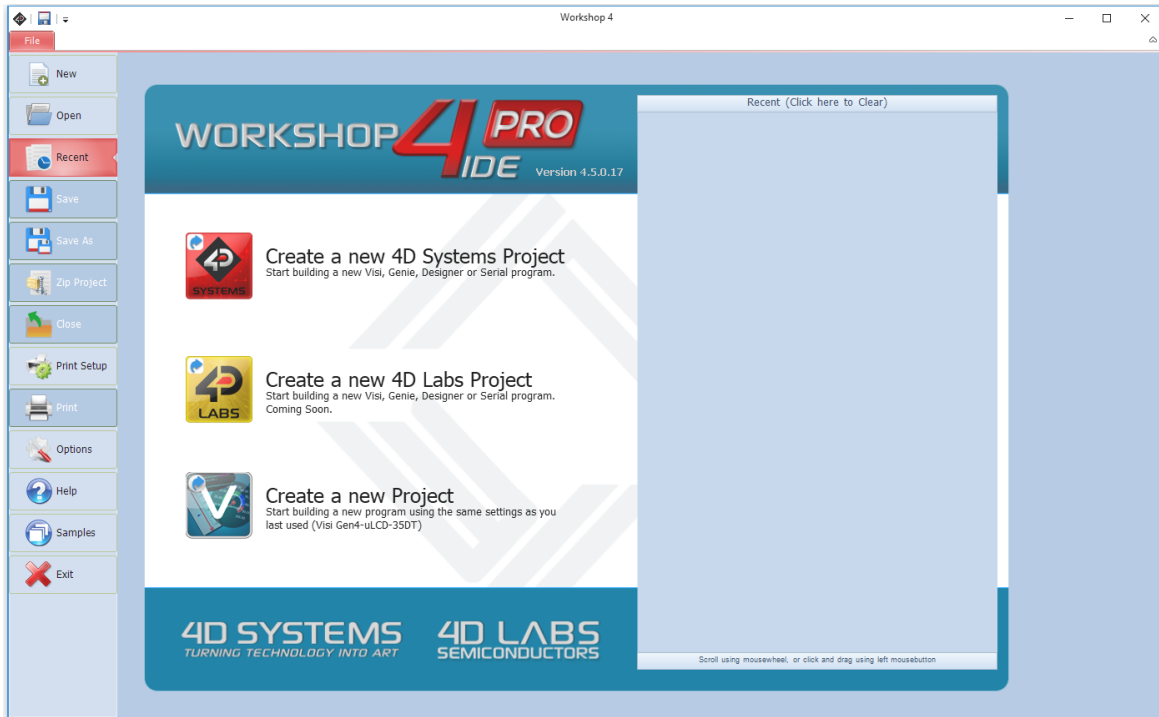 Workshop 4
File
New
Open
Recent
Save
Save As
Zip Project
Close
Print Setup
Print
Options
Help
Samples
Exit
WORKSHOP 4 PRO
IDE Version 4.5.0.17
4D
SYSTEMS
Create a new 4D Systems Project
Start building a new Visi, Genie, Designer or Serial program.
4D
LABS
Create a new 4D Labs Project
Start building a new Visi, Genie, Designer or Serial program.
Coming Soon.
V
Create a new Project
Start building a new program using the same settings as you
last used (Visi Gen4-uLCD-35DT)
4D SYSTEMS
TURNING TECHNOLOGY INTO ART
4D LABS
SEMICONDUCTORS
Recent (Click here to Clear)
Scroll using mousewheel, or click and drag using left mousebutton